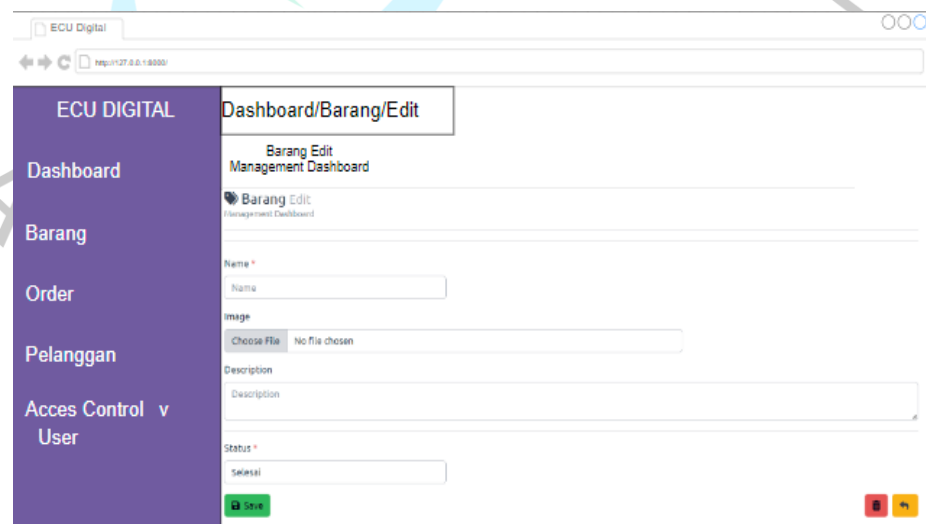 ECU Digital
http://127.0.0.1:8000/
ECU DIGITAL
Dashboard/Barang/Edit
Barang Edit
Management Dashboard
Dashboard
Barang Edit
Management Dashboard
Barang
Name *
Name
Order
Image
Choose File No file chosen
Pelanggan
Description
Description
Acces Control v
User
Status *
Selesai
Save